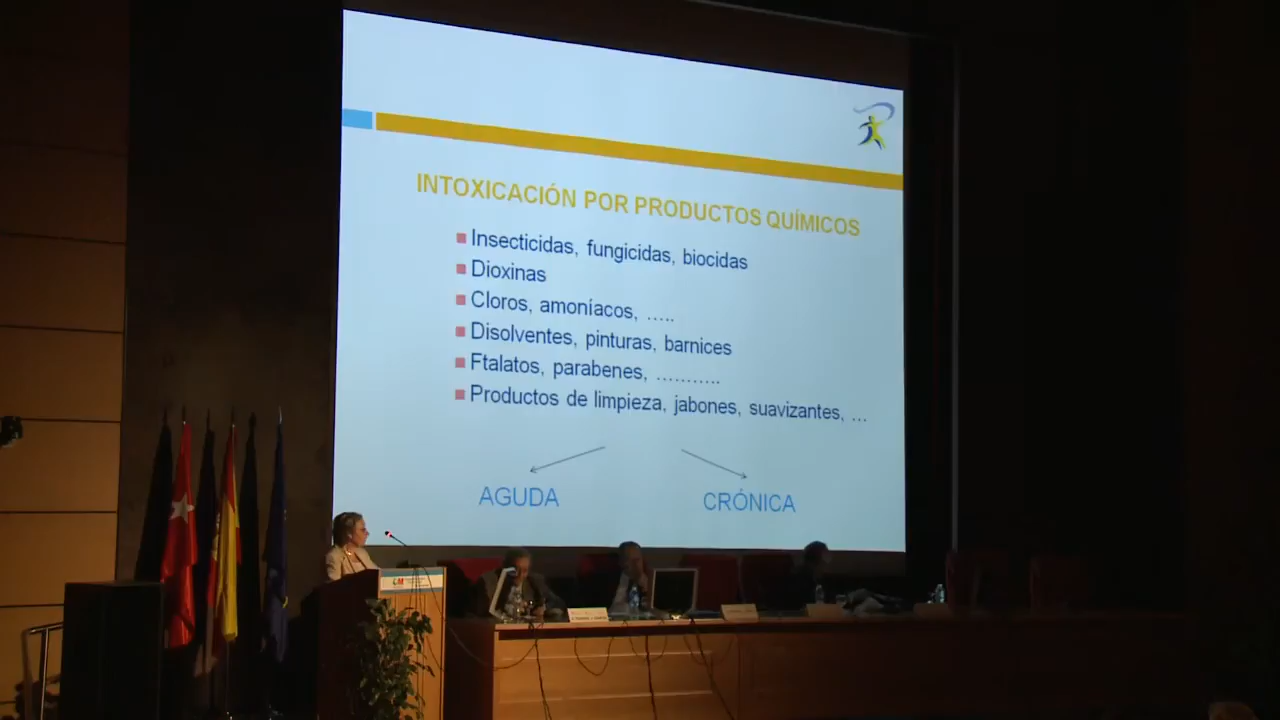 INTOXICACIÓN POR PRODUCTOS QUÍMICOS
Insecticidas, fungicidas, biocidas
Dioxinas
Cloros, amoníacos, .....
Disolventes, pinturas, barnices
Ftalatos, parabenes, ...........
Productos de limpieza, jabones, suavizantes, ...
AGUDA
CRÓNICA